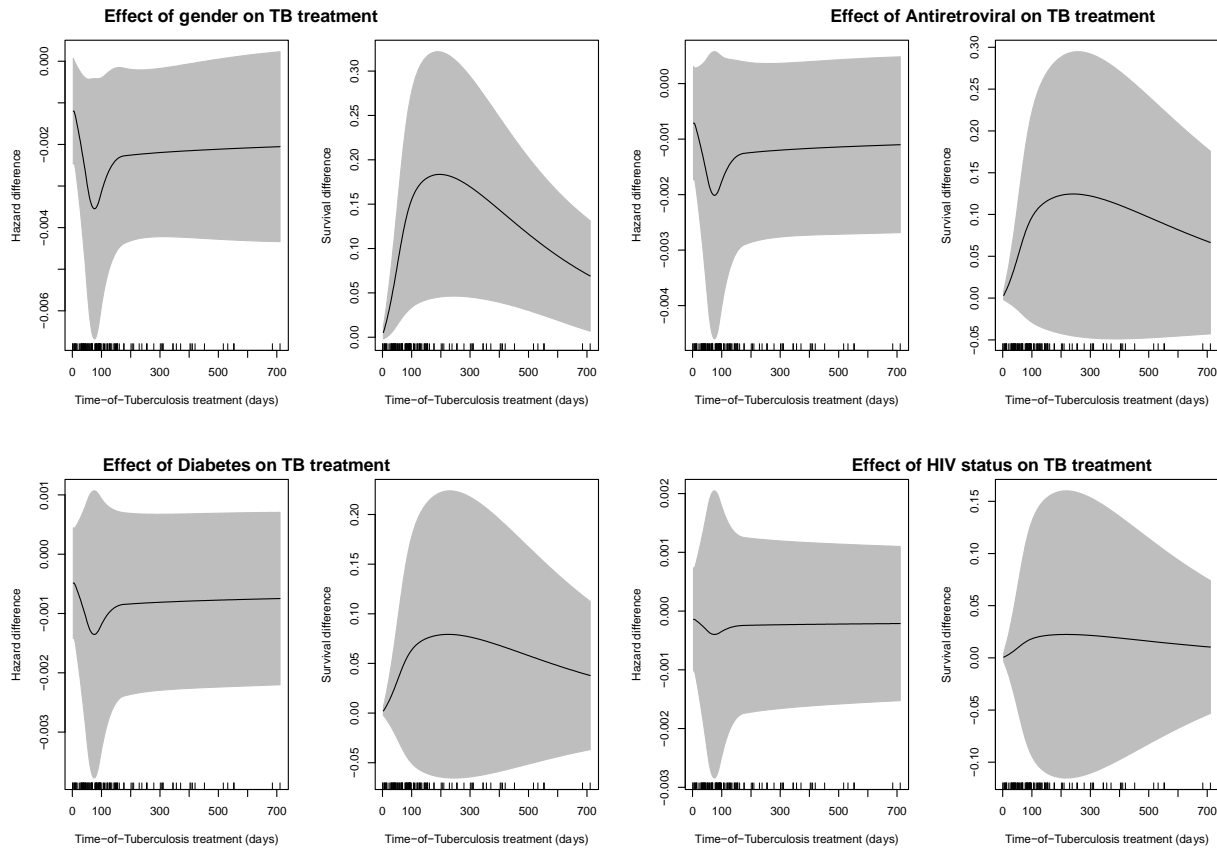 Effect of gender on TB treatment
Hazard difference
0.000
−0.002
−0.004
−0.006
0 100 300 500 700
Time−of−Tuberculosis treatment (days)
Survival difference
0.30
0.25
0.20
0.15
0.10
0.05
0.00
0 100 300 500 700
Time−of−Tuberculosis treatment (days)
Effect of Antiretroviral on TB treatment
Hazard difference
0.000
−0.001
−0.002
−0.003
−0.004
0 100 300 500 700
Time−of−Tuberculosis treatment (days)
Survival difference
0.30
0.25
0.20
0.15
0.10
0.05
0.00
−0.05
0 100 300 500 700
Time−of−Tuberculosis treatment (days)
Effect of Diabetes on TB treatment
Hazard difference
0.001
0.000
−0.001
−0.002
−0.003
0 100 300 500 700
Time−of−Tuberculosis treatment (days)
Survival difference
0.20
0.15
0.10
0.05
0.00
−0.05
0 100 300 500 700
Time−of−Tuberculosis treatment (days)
Effect of HIV status on TB treatment
Hazard difference
0.002
0.001
0.000
−0.001
−0.002
−0.003
0 100 300 500 700
Time−of−Tuberculosis treatment (days)
Survival difference
0.15
0.10
0.05
0.00
−0.05
−0.10
0 100 300 500 700
Time−of−Tuberculosis treatment (days)